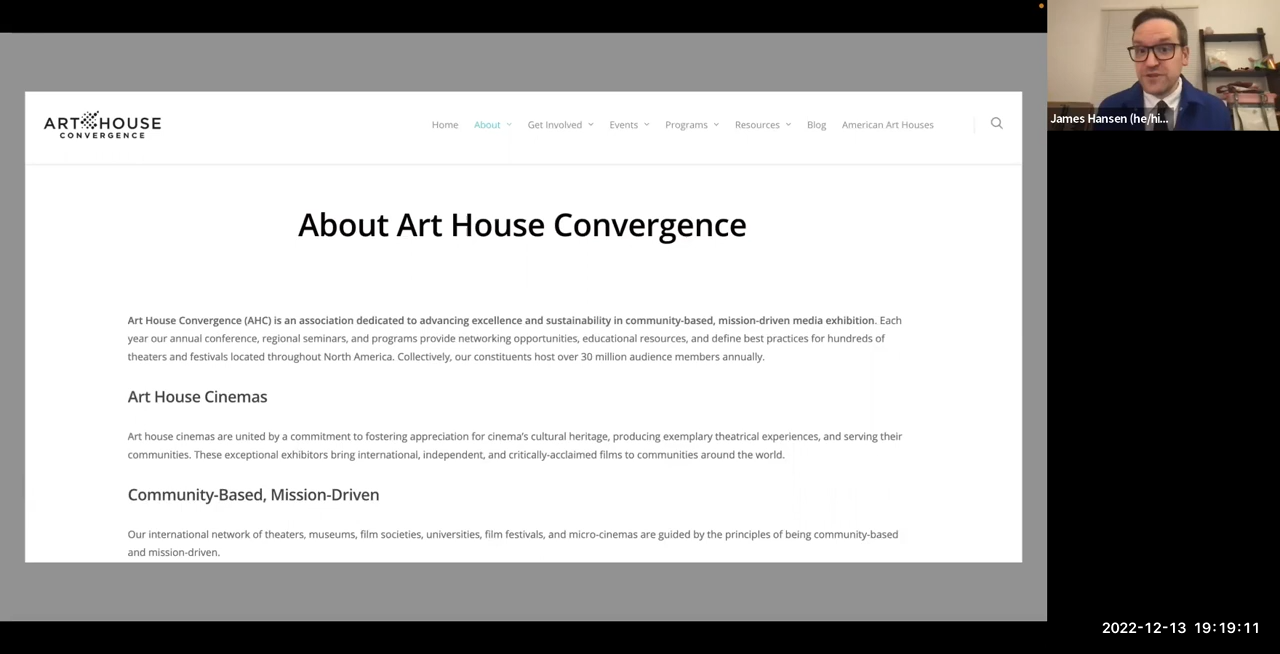 ART HOUSE
CONVERGENCE
Home About Get Involved Events Programs Resources Blog American Art Houses
James Hansen (he/hi...
About Art House Convergence
Art House Convergence (AHC) is an association dedicated to advancing excellence and sustainability in community-based, mission-driven media exhibition. Each
year our annual conference, regional seminars, and programs provide networking opportunities, educational resources, and define best practices for hundreds of
theaters and festivals located throughout North America. Collectively, our constituents host over 30 million audience members annually.
Art House Cinemas
Art house cinemas are united by a commitment to fostering appreciation for cinema's cultural heritage, producing exemplary theatrical experiences, and serving their
communities. These exceptional exhibitors bring international, independent, and critically-acclaimed films to communities around the world.
Community-Based, Mission-Driven
Our international network of theaters, museums, film societies, universities, film festivals, and micro-cinemas are guided by the principles of being community-based
and mission-driven.
2022-12-13 19:19:11